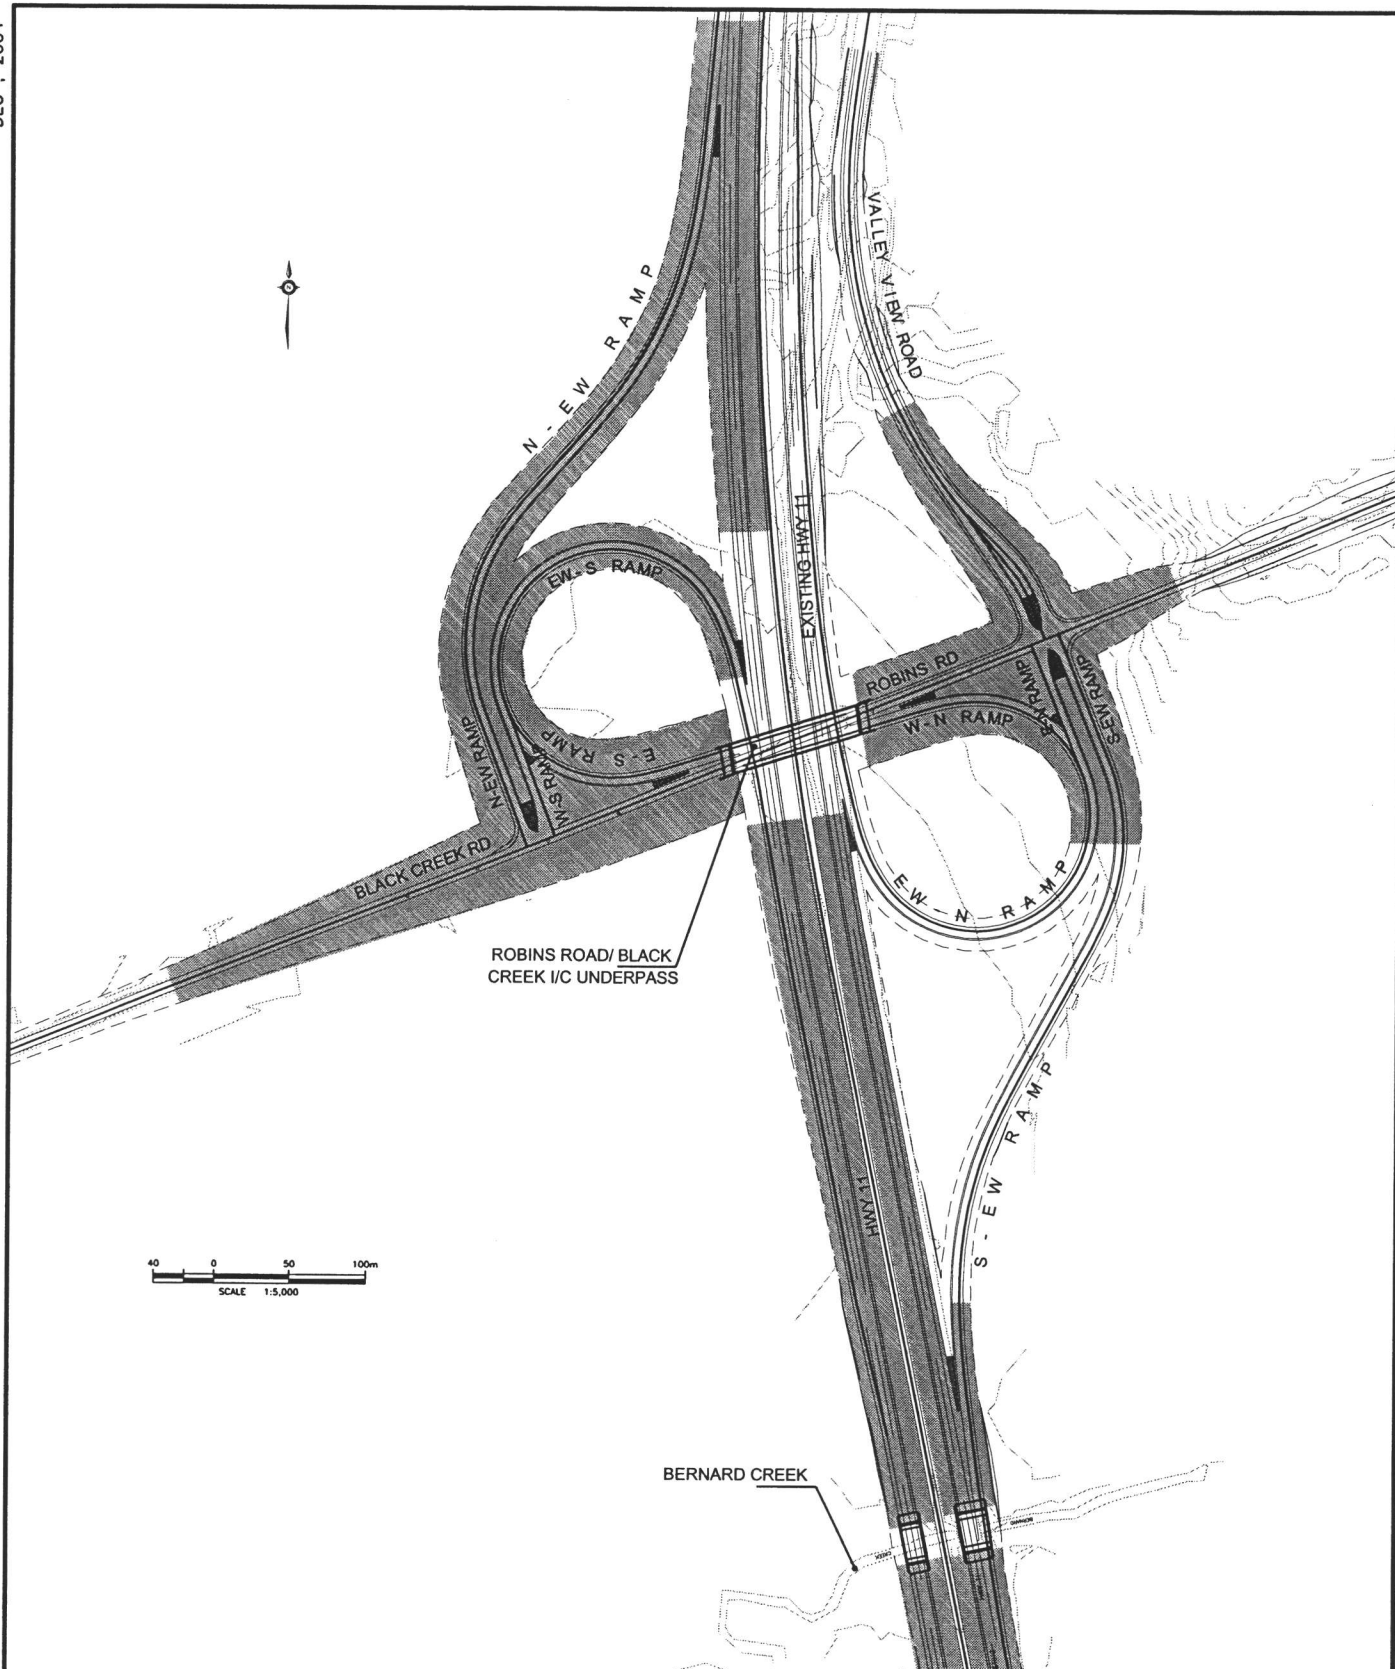 VALLEY VIEW ROAD
N - EW RAMP
EXISTING HWY 11
EW - S RAMP
ROBINS RD
W - N RAMP
E-N RAMP
S-EW RAMP
E-S RAMP
N-EW RAMP
W-S RAMP
BLACK CREEK RD
EW - N RAMP
ROBINS ROAD/ BLACK
CREEK I/C UNDERPASS
S - EW RAMP
HWY 11
40 0 50 100m
SCALE 1:5,000
BERNARD CREEK
BERNARD
CREEK